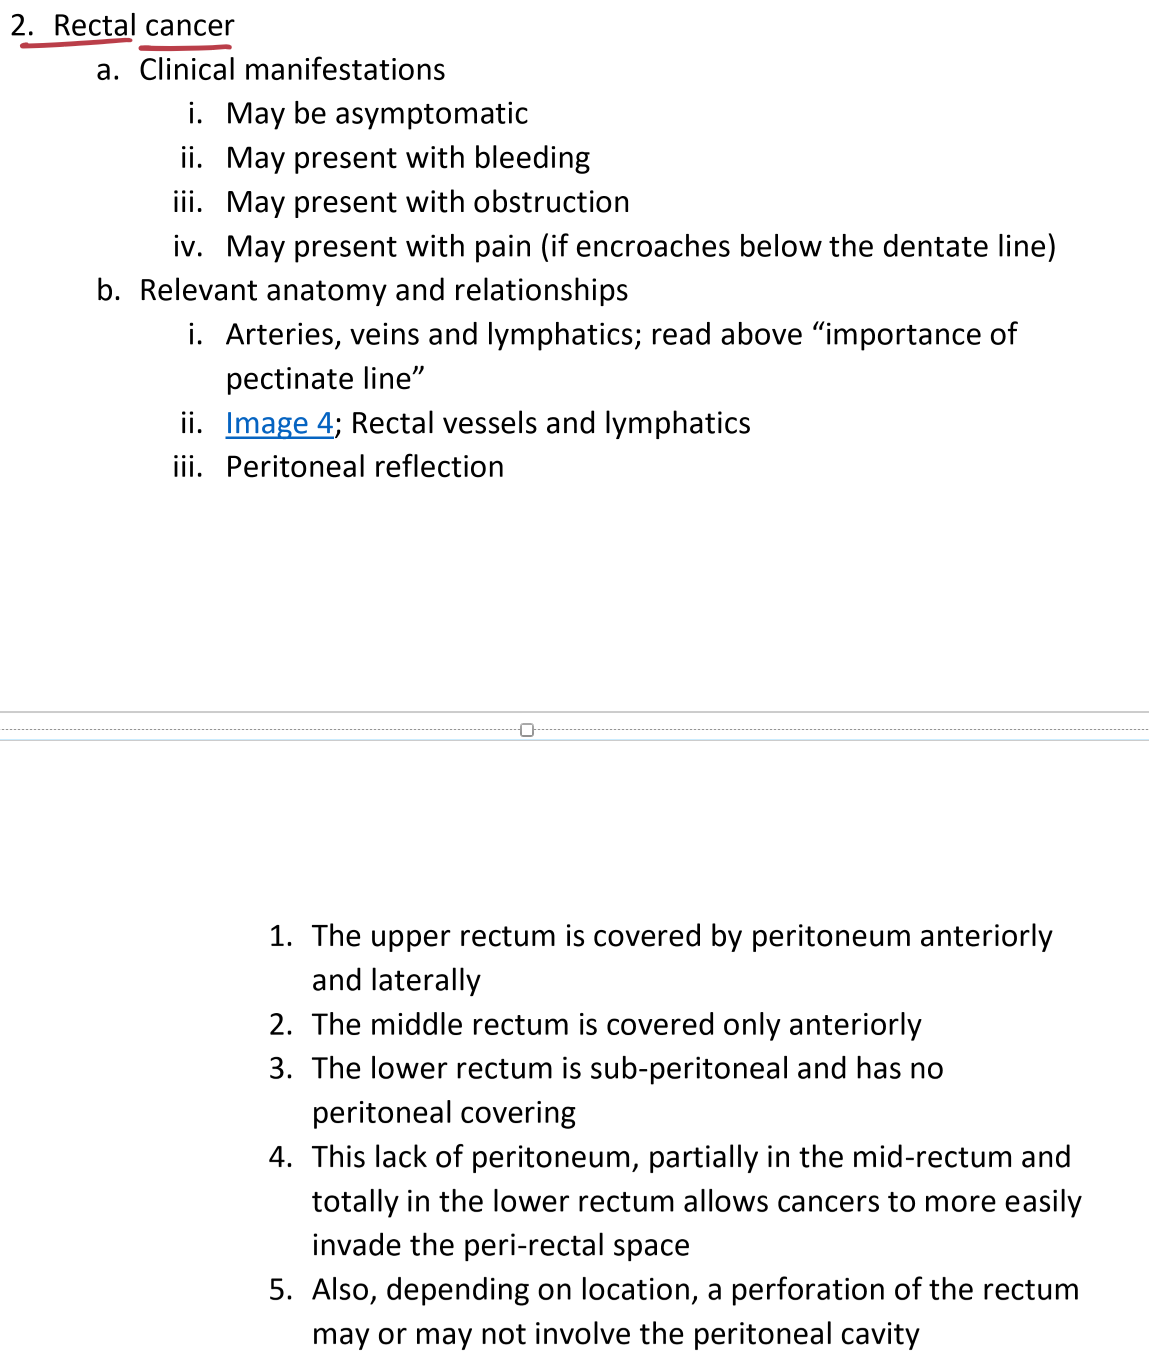 2. Rectal cancer
a. Clinical manifestations
i. May be asymptomatic
ii. May present with bleeding
iii. May present with obstruction
iv. May present with pain (if encroaches below the dentate line)
b. Relevant anatomy and relationships
i. Arteries, veins and lymphatics; read above “importance of
pectinate line”
ii. Image 4; Rectal vessels and lymphatics
iii. Peritoneal reflection
1. The upper rectum is covered by peritoneum anteriorly
and laterally
2. The middle rectum is covered only anteriorly
3. The lower rectum is sub-peritoneal and has no
peritoneal covering
4. This lack of peritoneum, partially in the mid-rectum and
totally in the lower rectum allows cancers to more easily
invade the peri-rectal space
5. Also, depending on location, a perforation of the rectum
may or may not involve the peritoneal cavity